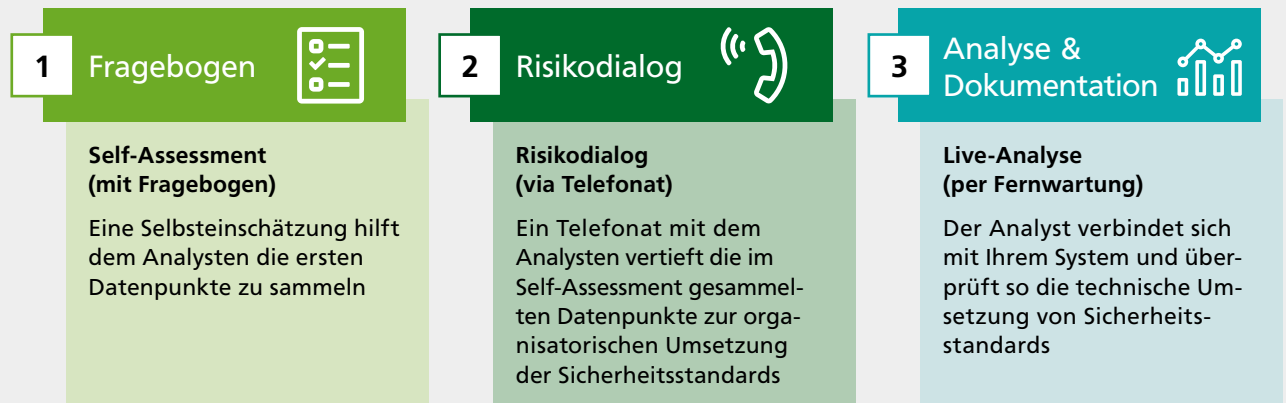 1
Fragebogen
Self-Assessment
(mit Fragebogen)
Eine Selbsteinschätzung hilft
dem Analysten die ersten
Datenpunkte zu sammeln
2
Risikodialog
Risikodialog
(via Telefonat)
Ein Telefonat mit dem
Analysten vertieft die im
Self-Assessment gesammel-
ten Datenpunkte zur orga-
nisatorischen Umsetzung
der Sicherheitsstandards
3
Analyse &
Dokumentation
Live-Analyse
(per Fernwartung)
Der Analyst verbindet sich
mit Ihrem System und über-
prüft so die technische Um-
setzung von Sicherheits-
standards